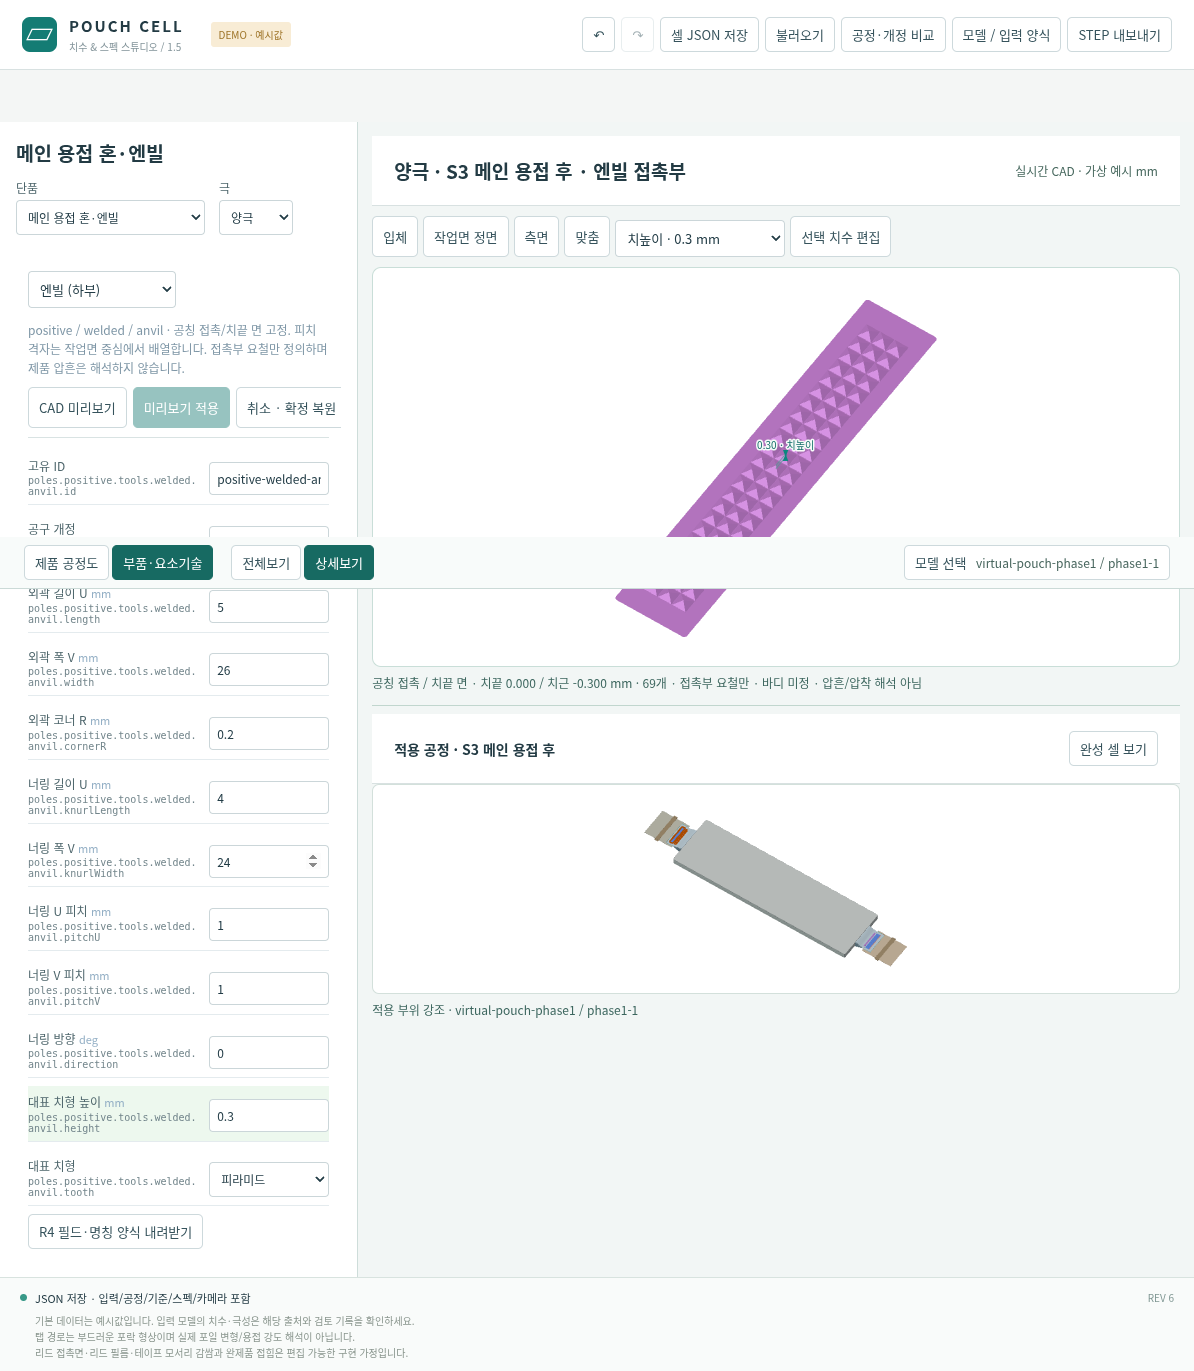 POUCH CELL
치수 & 스펙 스튜디오 / 1.5
DEMO · 예시값
↶
↷
셀 JSON 저장
불러오기
공정·개정 비교
모델 / 입력 양식
STEP 내보내기
메인 용접 혼·엔빌
단품
극
메인 용접 혼·엔빌
양극
엔빌 (하부)
positive / welded / anvil · 공칭 접촉/치끝 면 고정. 피치
격자는 작업면 중심에서 배열합니다. 접촉부 요철만 정의하며
제품 압흔은 해석하지 않습니다.
CAD 미리보기
미리보기 적용
취소 · 확정 복원
고유 ID
poles.positive.tools.welded.
anvil.id
positive-welded-an
공구 개정
제품 공정도
부품·요소기술
전체보기
상세보기
모델 선택 virtual-pouch-phase1 / phase1-1
외곽 길이 U mm
poles.positive.tools.welded.
anvil.length
5
외곽 폭 V mm
poles.positive.tools.welded.
anvil.width
26
외곽 코너 R mm
poles.positive.tools.welded.
anvil.cornerR
0.2
너링 길이 U mm
poles.positive.tools.welded.
anvil.knurlLength
4
너링 폭 V mm
poles.positive.tools.welded.
anvil.knurlWidth
24
너링 U 피치 mm
poles.positive.tools.welded.
anvil.pitchU
1
너링 V 피치 mm
poles.positive.tools.welded.
anvil.pitchV
1
너링 방향 deg
poles.positive.tools.welded.
anvil.direction
0
대표 치형 높이 mm
poles.positive.tools.welded.
anvil.height
0.3
대표 치형
poles.positive.tools.welded.
anvil.tooth
피라미드
R4 필드·명칭 양식 내려받기
양극 · S3 메인 용접 후 · 엔빌 접촉부
실시간 CAD · 가상 예시 mm
입체
작업면 정면
측면
맞춤
치높이 · 0.3 mm
선택 치수 편집
0.30 · 치높이
공칭 접촉 / 치끝 면 · 치끝 0.000 / 치근 -0.300 mm · 69개 · 접촉부 요철만 · 바디 미정 · 압흔/압착 해석 아님
적용 공정 · S3 메인 용접 후
완성 셀 보기
적용 부위 강조 · virtual-pouch-phase1 / phase1-1
JSON 저장 · 입력/공정/기준/스펙/카메라 포함
REV 6
기본 데이터는 예시값입니다. 입력 모델의 치수·극성은 해당 출처와 검토 기록을 확인하세요.
탭 경로는 부드러운 포락 형상이며 실제 포일 변형/용접 강도 해석이 아닙니다.
리드 접촉면·리드 필름·테이프 모서리 감쌈과 완제품 접힘은 편집 가능한 구현 가정입니다.